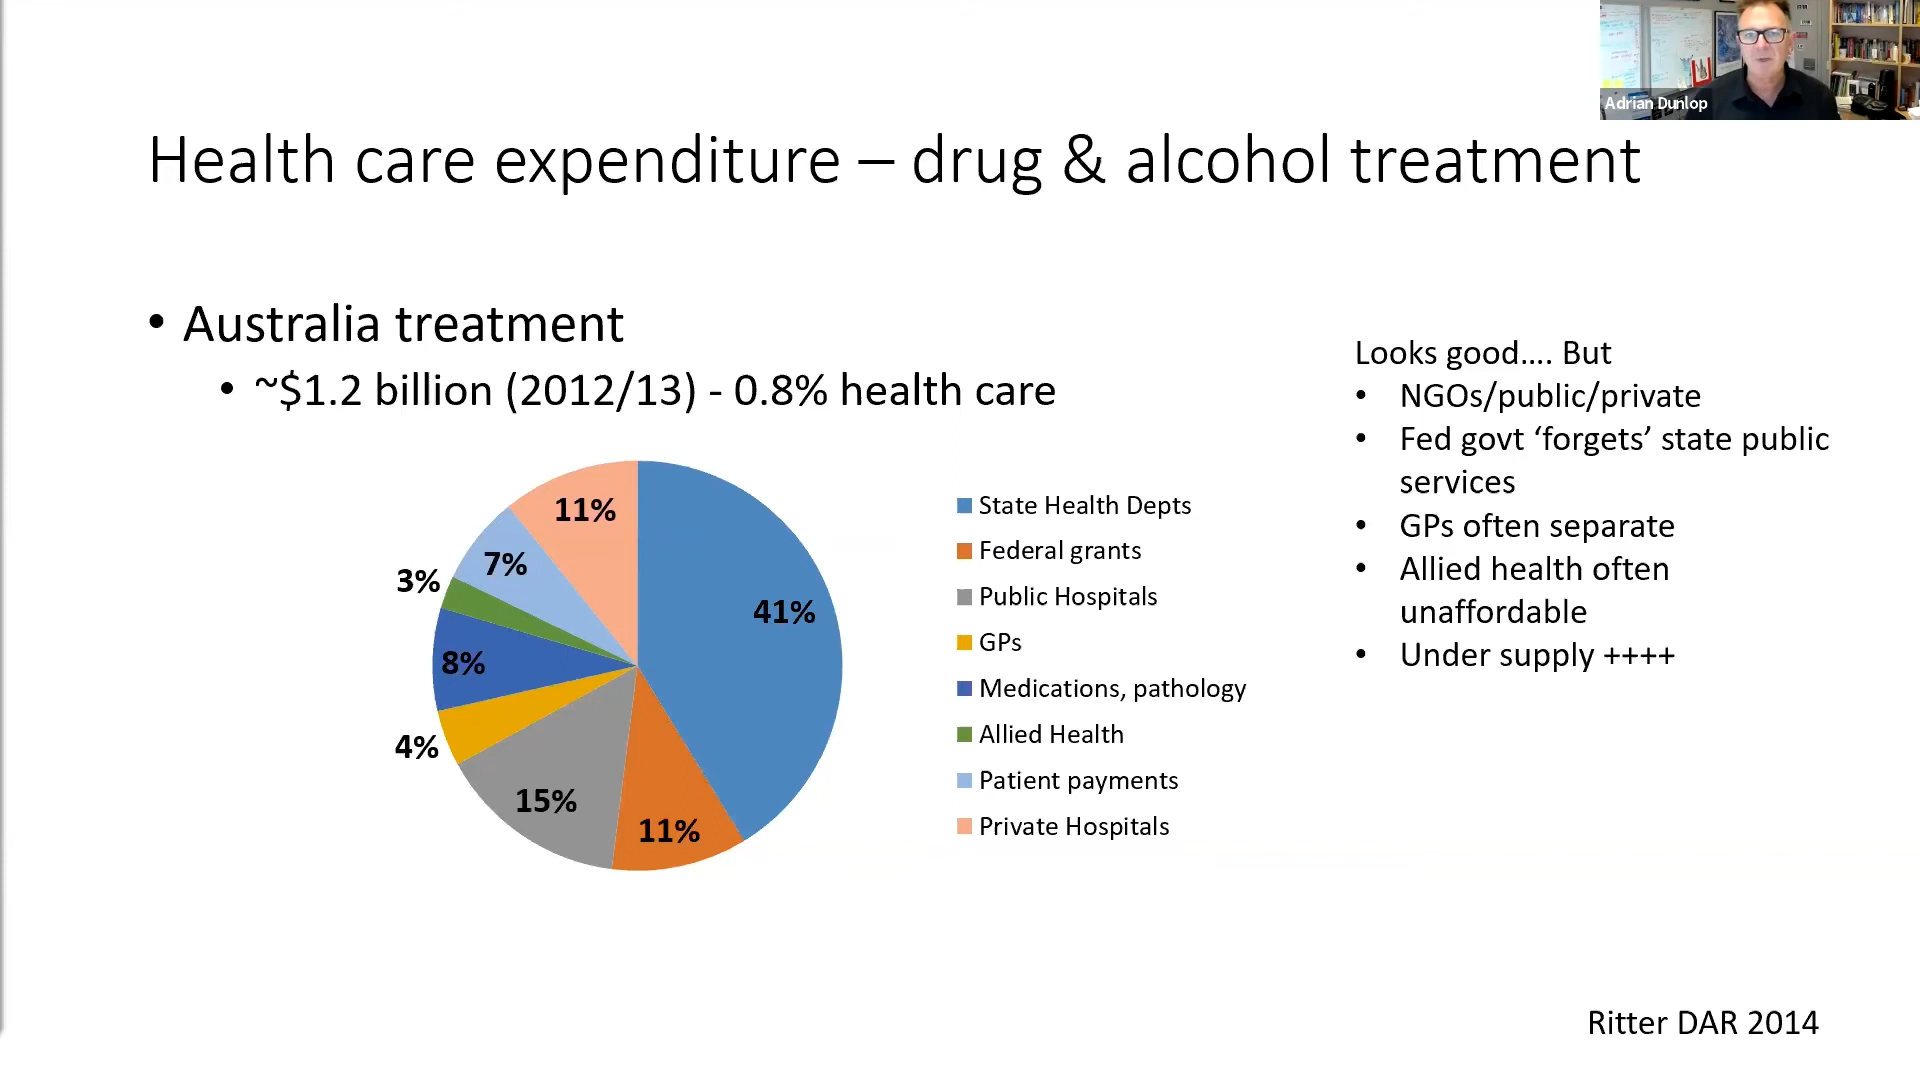 Adrian Dunlop
Health care expenditure – drug & alcohol treatment
• Australia treatment
• ~$1.2 billion (2012/13) - 0.8% health care
11%
7%
3%
41%
8%
4%
15%
11%
State Health Depts
Federal grants
Public Hospitals
GPs
Medications, pathology
Allied Health
Patient payments
Private Hospitals
Looks good.... But
• NGOs/public/private
• Fed govt ‘forgets’ state public
services
• GPs often separate
• Allied health often
unaffordable
• Under supply ++++
Ritter DAR 2014